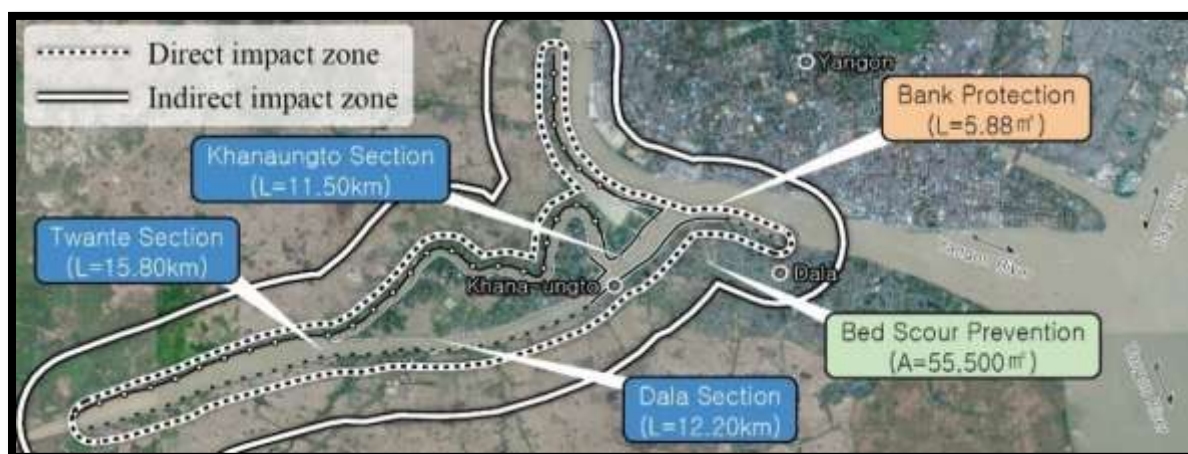 Direct impact zone
Indirect impact zone
Yangon
Bank Protection
(L=5.88㎡)
Khanaungto Section
(L=11.50km)
Twante Section
(L=15.80km)
Khana-ungto
Dala
Bed Scour Prevention
(A=55.500㎡)
Dala Section
(L=12.20km)
Yangon River